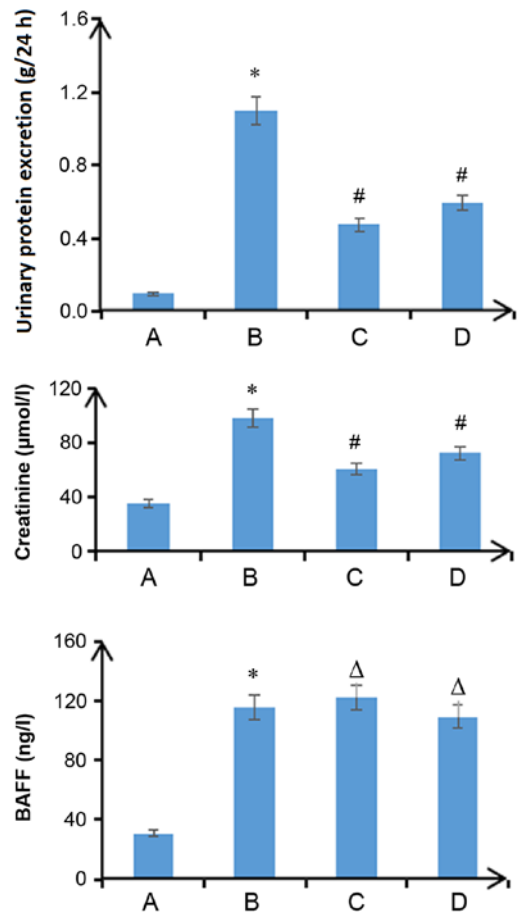 Urinary protein excretion (g/24 h)
1.6
1.2
0.8
0.4
0.0
*
#
#
A B C D
Creatinine (µmol/l)
120
80
40
0
*
#
#
A B C D
BAFF (ng/l)
160
120
80
40
0
*
Δ
Δ
A B C D